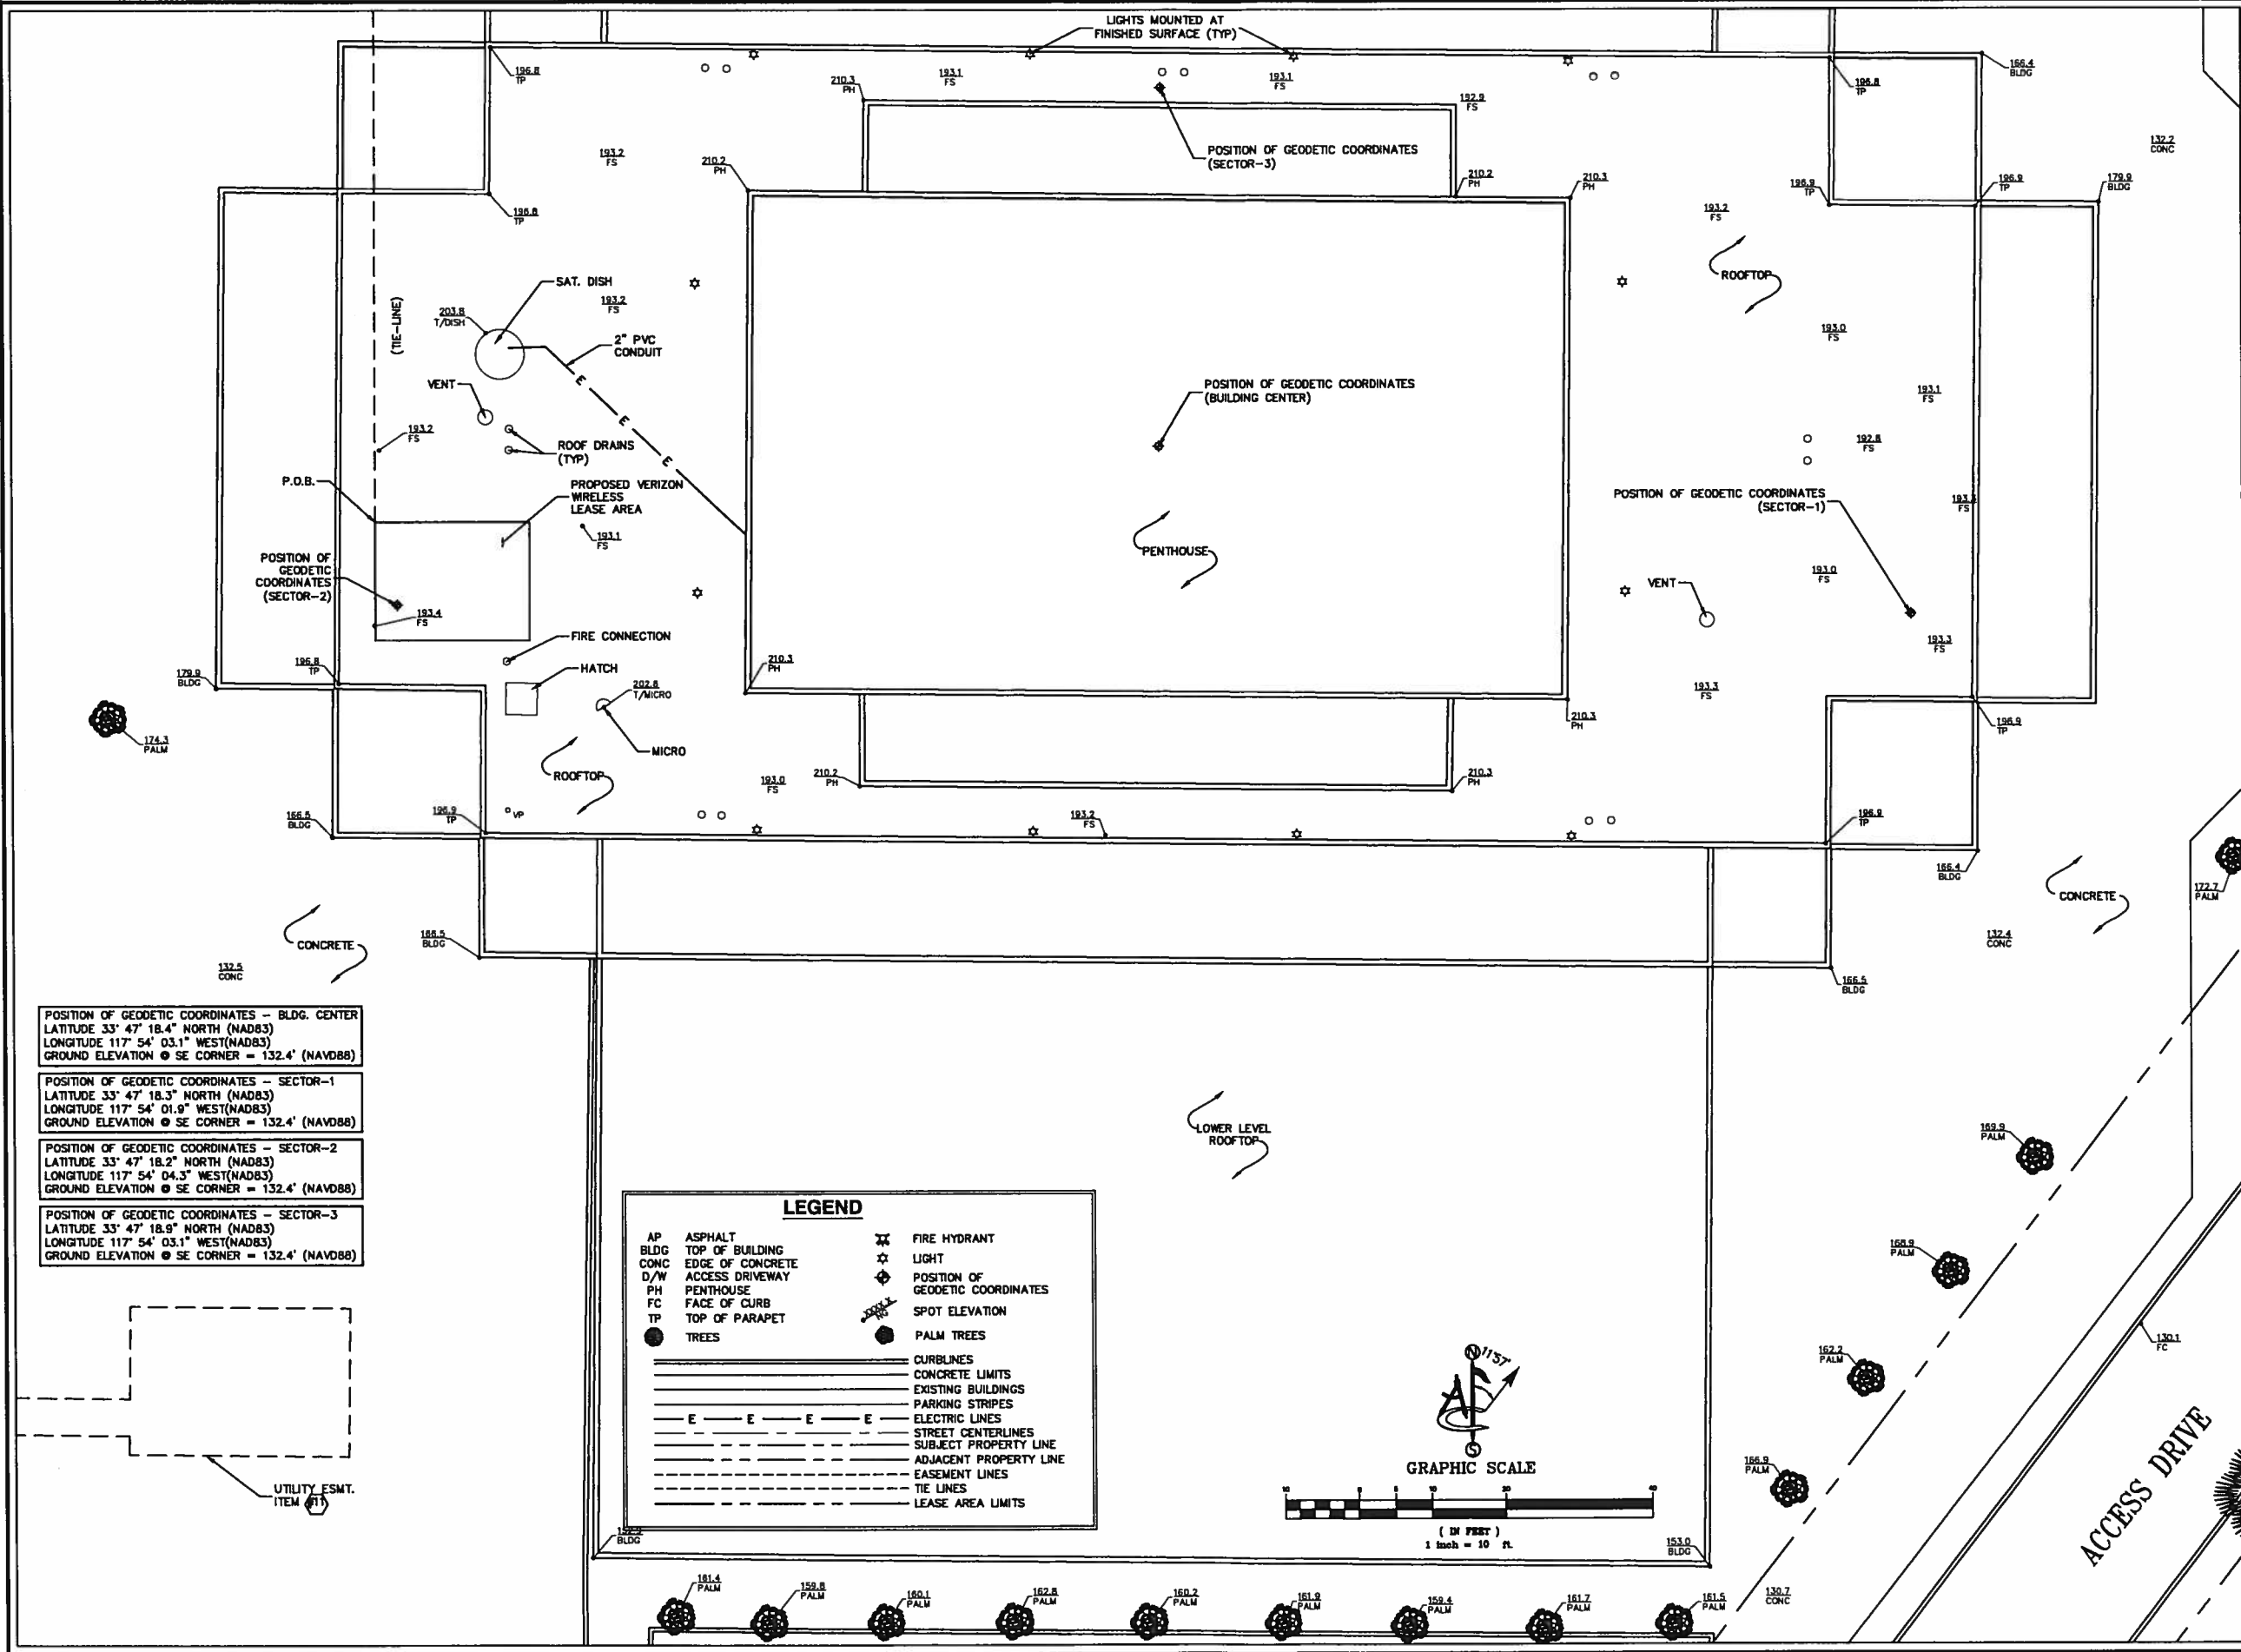 LIGHTS MOUNTED AT
FINISHED SURFACE (TYP)
196.8
TP
210.3
PH
193.1
FS
193.1
FS
192.9
FS
196.8
TP
166.4
BLDG
132.2
CONC
193.2
FS
210.2
PH
POSITION OF GEODETIC COORDINATES
(SECTOR-3)
210.2
PH
210.3
PH
196.9
TP
196.9
TP
179.9
BLDG
196.8
TP
193.2
FS
ROOFTOP
SAT. DISH
193.2
FS
203.8
T/DISH
(TIE-LINE)
2" PVC
CONDUIT
E
E
E
VENT
193.2
FS
ROOF DRAINS
(TYP)
POSITION OF GEODETIC COORDINATES
(BUILDING CENTER)
193.0
FS
193.1
FS
192.8
FS
P.O.B.
PROPOSED VERIZON
WIRELESS
LEASE AREA
193.1
FS
POSITION OF GEODETIC COORDINATES
(SECTOR-1)
FS
POSITION OF
GEODETIC
COORDINATES
(SECTOR-2)
193.4
FS
PENTHOUSE
193.0
FS
VENT
193.3
FS
FIRE CONNECTION
HATCH
202.8
T/MICRO
MICRO
196.8
TP
179.9
BLDG
174.3
PALM
210.3
PH
193.3
FS
210.3
PH
196.9
TP
ROOFTOP
193.0
FS
210.2
PH
210.3
PH
166.5
BLDG
196.9
TP
VP
193.2
FS
196.9
TP
166.4
BLDG
172.7
PALM
CONCRETE
CONCRETE
132.5
CONC
166.5
BLDG
132.4
CONC
166.5
BLDG
POSITION OF GEODETIC COORDINATES - BLDG. CENTER
LATITUDE 33° 47' 18.4" NORTH (NAD83)
LONGITUDE 117° 54' 03.1" WEST(NAD83)
GROUND ELEVATION @ SE CORNER = 132.4' (NAVD88)
POSITION OF GEODETIC COORDINATES - SECTOR-1
LATITUDE 33° 47' 18.3" NORTH (NAD83)
LONGITUDE 117° 54' 01.9" WEST(NAD83)
GROUND ELEVATION @ SE CORNER = 132.4' (NAVD88)
POSITION OF GEODETIC COORDINATES - SECTOR-2
LATITUDE 33° 47' 18.2" NORTH (NAD83)
LONGITUDE 117° 54' 04.3" WEST(NAD83)
GROUND ELEVATION @ SE CORNER = 132.4' (NAVD88)
POSITION OF GEODETIC COORDINATES - SECTOR-3
LATITUDE 33° 47' 18.9" NORTH (NAD83)
LONGITUDE 117° 54' 03.1" WEST(NAD83)
GROUND ELEVATION @ SE CORNER = 132.4' (NAVD88)
LOWER LEVEL
ROOFTOP
LEGEND
AP ASPHALT
BLDG TOP OF BUILDING
CONC EDGE OF CONCRETE
D/W ACCESS DRIVEWAY
PH PENTHOUSE
FC FACE OF CURB
TP TOP OF PARAPET
TREES
FIRE HYDRANT
LIGHT
POSITION OF
GEODETIC COORDINATES
SPOT ELEVATION
PALM TREES
CURBLINES
CONCRETE LIMITS
EXISTING BUILDINGS
PARKING STRIPES
E E E E ELECTRIC LINES
STREET CENTERLINES
SUBJECT PROPERTY LINE
ADJACENT PROPERTY LINE
EASEMENT LINES
TIE LINES
LEASE AREA LIMITS
UTILITY ESMT.
ITEM #11
N
S
GRAPHIC SCALE
10 0 5 10 20 40
( IN FEET )
1 inch = 10 ft.
169.9
PALM
168.9
PALM
162.2
PALM
166.9
PALM
130.1
FC
ACCESS DRIVE
BLDG
153.0
BLDG
130.7
CONC
161.4
PALM
159.8
PALM
160.1
PALM
162.8
PALM
160.2
PALM
161.9
PALM
159.4
PALM
161.7
PALM
161.5
PALM